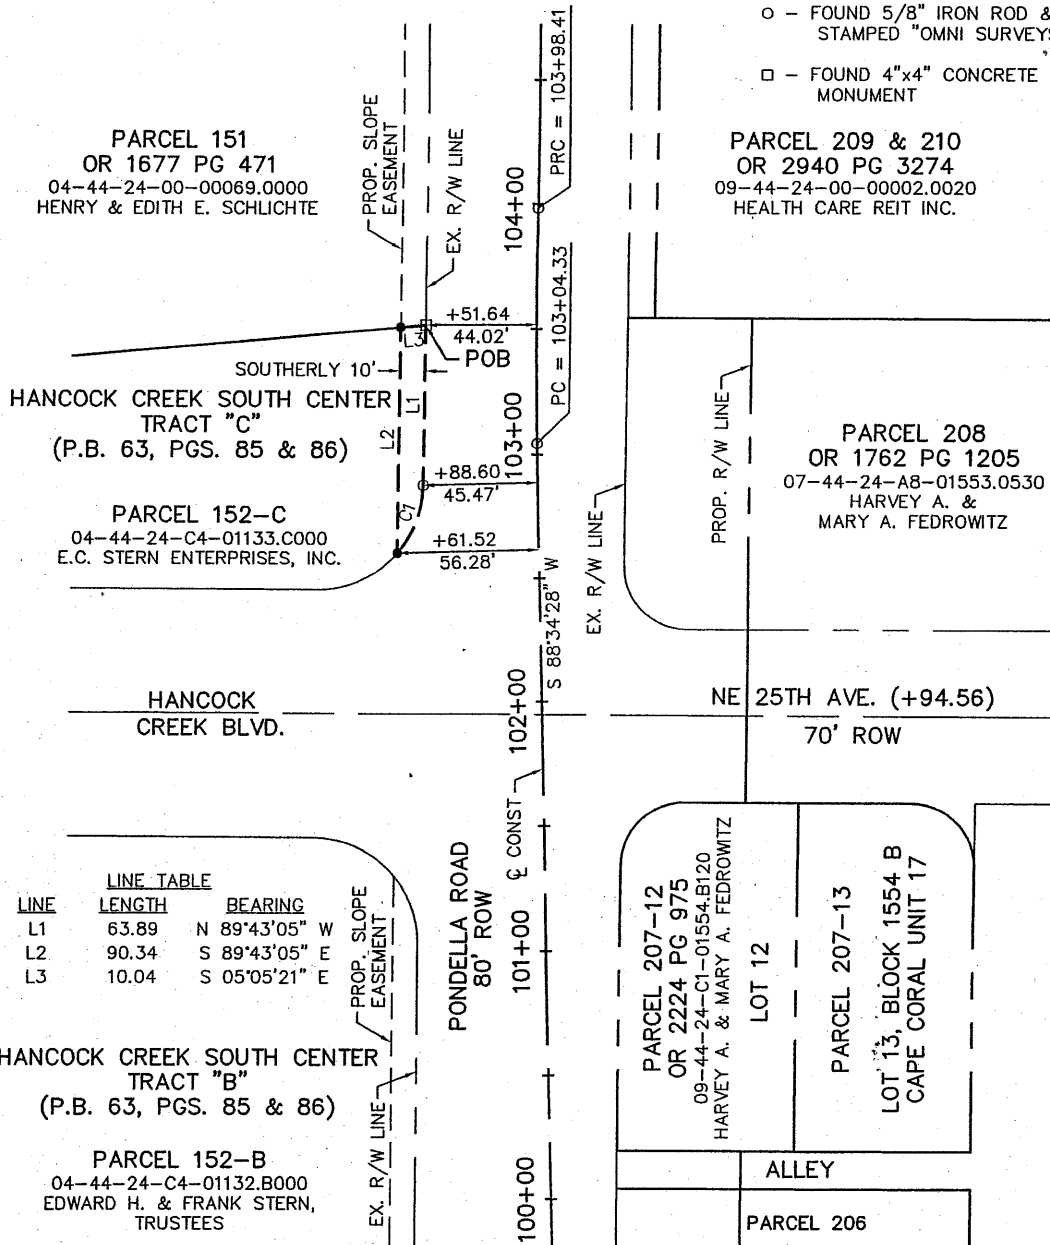 ○ – FOUND 5/8" IRON ROD &
STAMPED "OMNI SURVEYS
□ – FOUND 4"x4" CONCRETE
MONUMENT
PARCEL 151
OR 1677 PG 471
04-44-24-00-00069.0000
HENRY & EDITH E. SCHLICHTE
PROP. SLOPE
EASEMENT
EX. R/W LINE
104+00
PRC = 103+98.41
PARCEL 209 & 210
OR 2940 PG 3274
09-44-24-00-00002.0020
HEALTH CARE REIT INC.
+51.64
44.02'
L3
POB
PC = 103+04.33
SOUTHERLY 10'
HANCOCK CREEK SOUTH CENTER
TRACT "C"
(P.B. 63, PGS. 85 & 86)
L1
L2
103+00
PROP. R/W LINE
PARCEL 208
OR 1762 PG 1205
07-44-24-A8-01553.0530
HARVEY A. &
MARY A. FEDROWITZ
+88.60
45.47'
C1
PARCEL 152-C
04-44-24-C4-01133.C000
E.C. STERN ENTERPRISES, INC.
+61.52
56.28'
EX. R/W LINE
S 88°34'28" W
HANCOCK
CREEK BLVD.
102+00
NE 25TH AVE. (+94.56)
70' ROW
℄ CONST
LINE TABLE
LINE LENGTH BEARING
L1 63.89 N 89°43'05" W
L2 90.34 S 89°43'05" E
L3 10.04 S 05°05'21" E
PROP. SLOPE
EASEMENT
PONDELLA ROAD
80' ROW
101+00
PARCEL 207-12
OR 2224 PG 975
09-44-24-C1-01554.B120
HARVEY A. & MARY A. FEDROWITZ
LOT 12
PARCEL 207-13
LOT 13, BLOCK 1554 B
CAPE CORAL UNIT 17
HANCOCK CREEK SOUTH CENTER
TRACT "B"
(P.B. 63, PGS. 85 & 86)
EX. R/W LINE
PARCEL 152-B
04-44-24-C4-01132.B000
EDWARD H. & FRANK STERN,
TRUSTEES
100+00
ALLEY
PARCEL 206